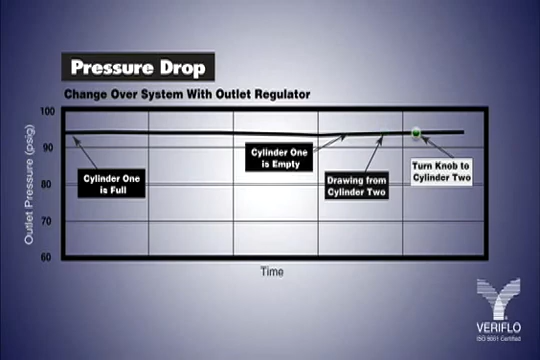 Pressure Drop
Change Over System With Outlet Regulator
Outlet Pressure (psig)
100
90
80
70
60
Cylinder One
is Full
Cylinder One
is Empty
Drawing from
Cylinder Two
Turn Knob to
Cylinder Two
Time
VERIFLO
ISO 9001 Certified